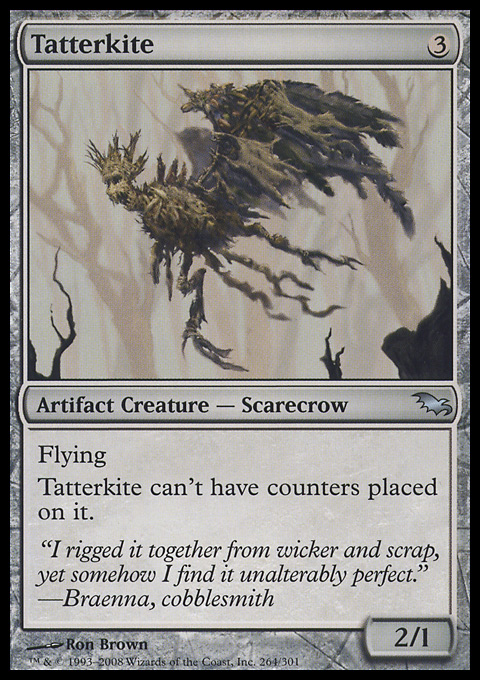 Tatterkite 3
Artifact Creature — Scarecrow
Flying
Tatterkite can't have counters placed
on it.
"I rigged it together from wicker and scrap,
yet somehow I find it unalterably perfect."
—Braenna, cobblesmith
2/1
Ron Brown
™ & © 1993–2008 Wizards of the Coast, Inc. 264/301